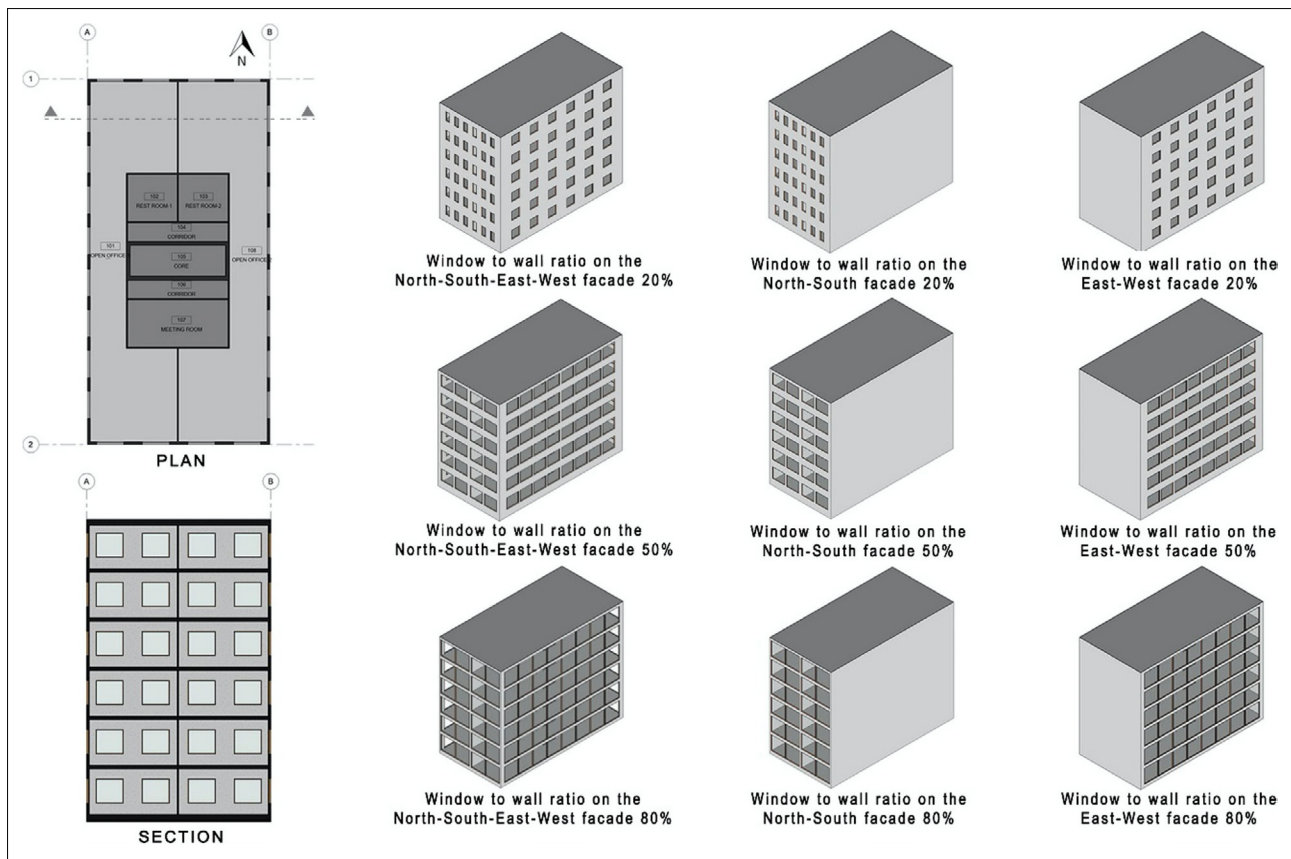 A
B
N
1
102
103
REST ROOM-1
REST ROOM-2
104
CORRIDOR
101
105
108
OPEN OFFICE
CORE
OPEN OFFICE
106
CORRIDOR
107
MEETING ROOM
2
PLAN
A
B
SECTION
Window to wall ratio on the
North-South-East-West facade 20%
Window to wall ratio on the
North-South facade 20%
Window to wall ratio on the
East-West facade 20%
Window to wall ratio on the
North-South-East-West facade 50%
Window to wall ratio on the
North-South facade 50%
Window to wall ratio on the
East-West facade 50%
Window to wall ratio on the
North-South-East-West facade 80%
Window to wall ratio on the
North-South facade 80%
Window to wall ratio on the
East-West facade 80%